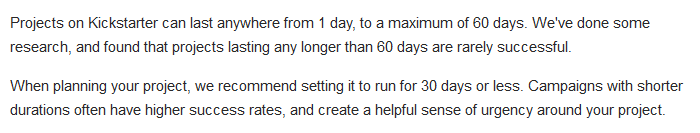 Projects on Kickstarter can last anywhere from 1 day, to a maximum of 60 days. We've done some
research, and found that projects lasting any longer than 60 days are rarely successful.
When planning your project, we recommend setting it to run for 30 days or less. Campaigns with shorter
durations often have higher success rates, and create a helpful sense of urgency around your project.